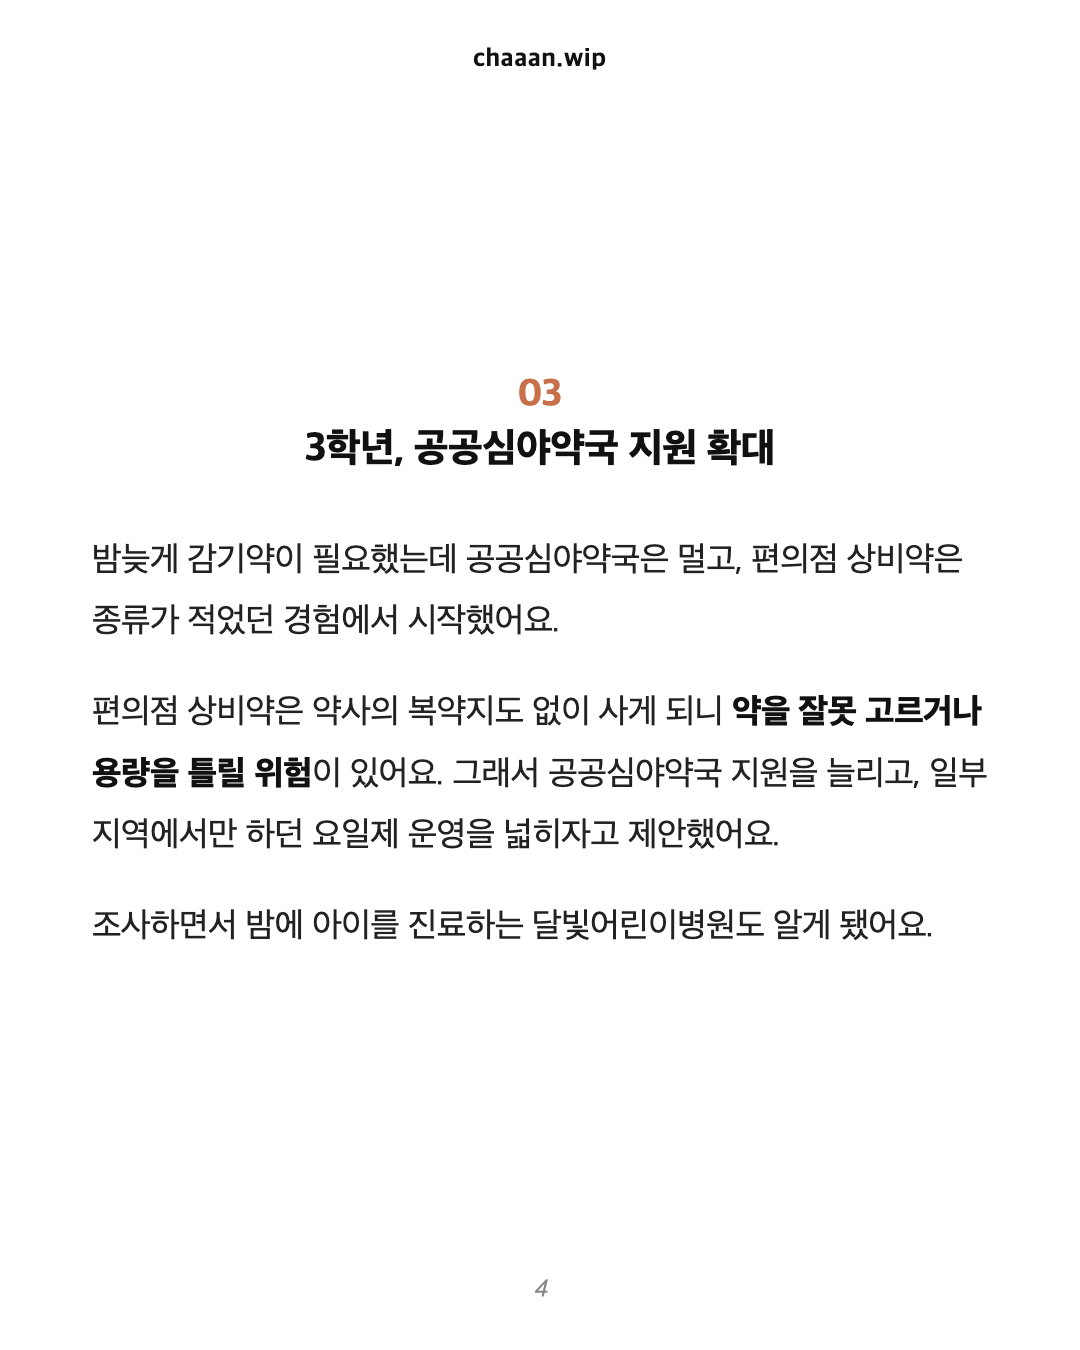 chaaan.wip
03
3학년, 공공심야약국 지원 확대
밤늦게 감기약이 필요했는데 공공심야약국은 멀고, 편의점 상비약은
종류가 적었던 경험에서 시작했어요.
편의점 상비약은 약사의 복약지도 없이 사게 되니 약을 잘못 고르거나
용량을 틀릴 위험이 있어요. 그래서 공공심야약국 지원을 늘리고, 일부
지역에서만 하던 요일제 운영을 넓히자고 제안했어요.
조사하면서 밤에 아이를 진료하는 달빛어린이병원도 알게 됐어요.
4